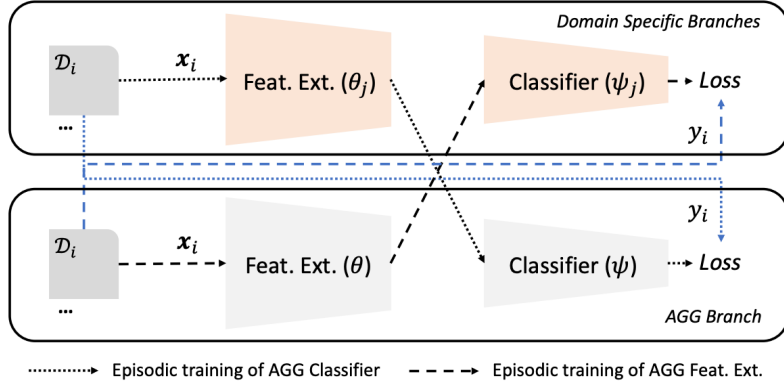 Domain Specific Branches
𝒟ᵢ
...
𝒙ᵢ
Feat. Ext. (θⱼ)
Classifier (ψⱼ)
Loss
yᵢ
𝒟ᵢ
...
𝒙ᵢ
Feat. Ext. (θ)
Classifier (ψ)
yᵢ
Loss
AGG Branch
Episodic training of AGG Classifier
Episodic training of AGG Feat. Ext.